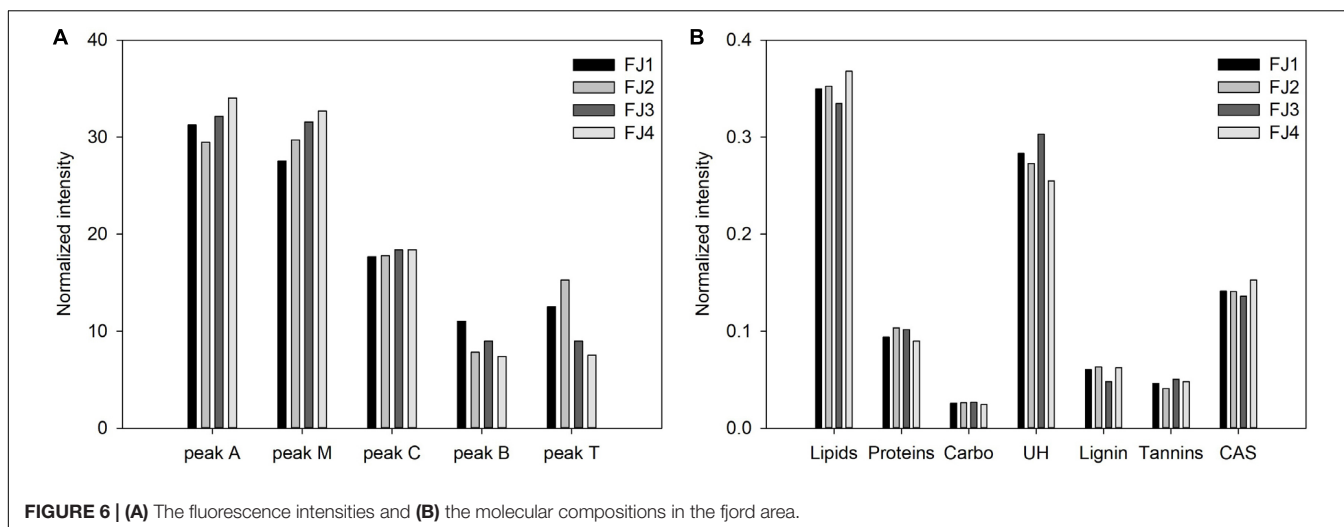 A
40
30
20
10
0
Normalized intensity
FJ1
FJ2
FJ3
FJ4
peak A peak M peak C peak B peak T
B
0.4
0.3
0.2
0.1
0.0
Normalized intensity
FJ1
FJ2
FJ3
FJ4
Lipids Proteins Carbo UH Lignin Tannins CAS
FIGURE 6 | (A) The fluorescence intensities and (B) the molecular compositions in the fjord area.